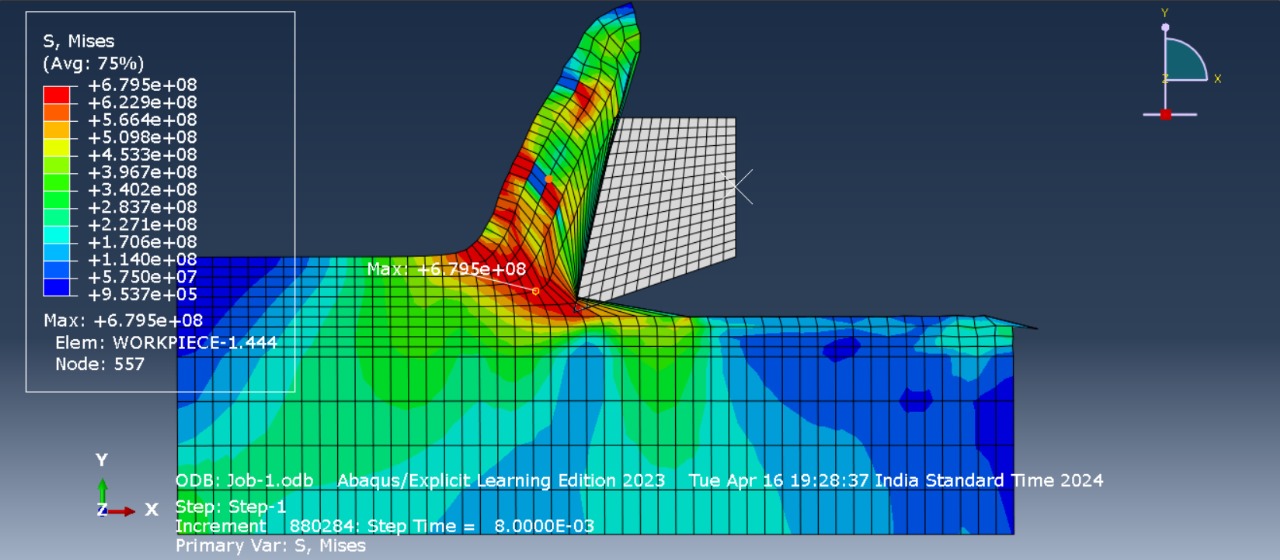 S, Mises
(Avg: 75%)
+6.795e+08
+6.229e+08
+5.664e+08
+5.098e+08
+4.533e+08
+3.967e+08
+3.402e+08
+2.837e+08
+2.271e+08
+1.706e+08
+1.140e+08
+5.750e+07
+9.537e+05
Max: +6.795e+08
Elem: WORKPIECE-1.444
Node: 557
Max: +6.795e+08
Y
Z X
Y
Z X
ODB: Job-1.odb Abaqus/Explicit Learning Edition 2023 Tue Apr 16 19:28:37 India Standard Time 2024
Step: Step-1
Increment 880284: Step Time = 8.0000E-03
Primary Var: S, Mises